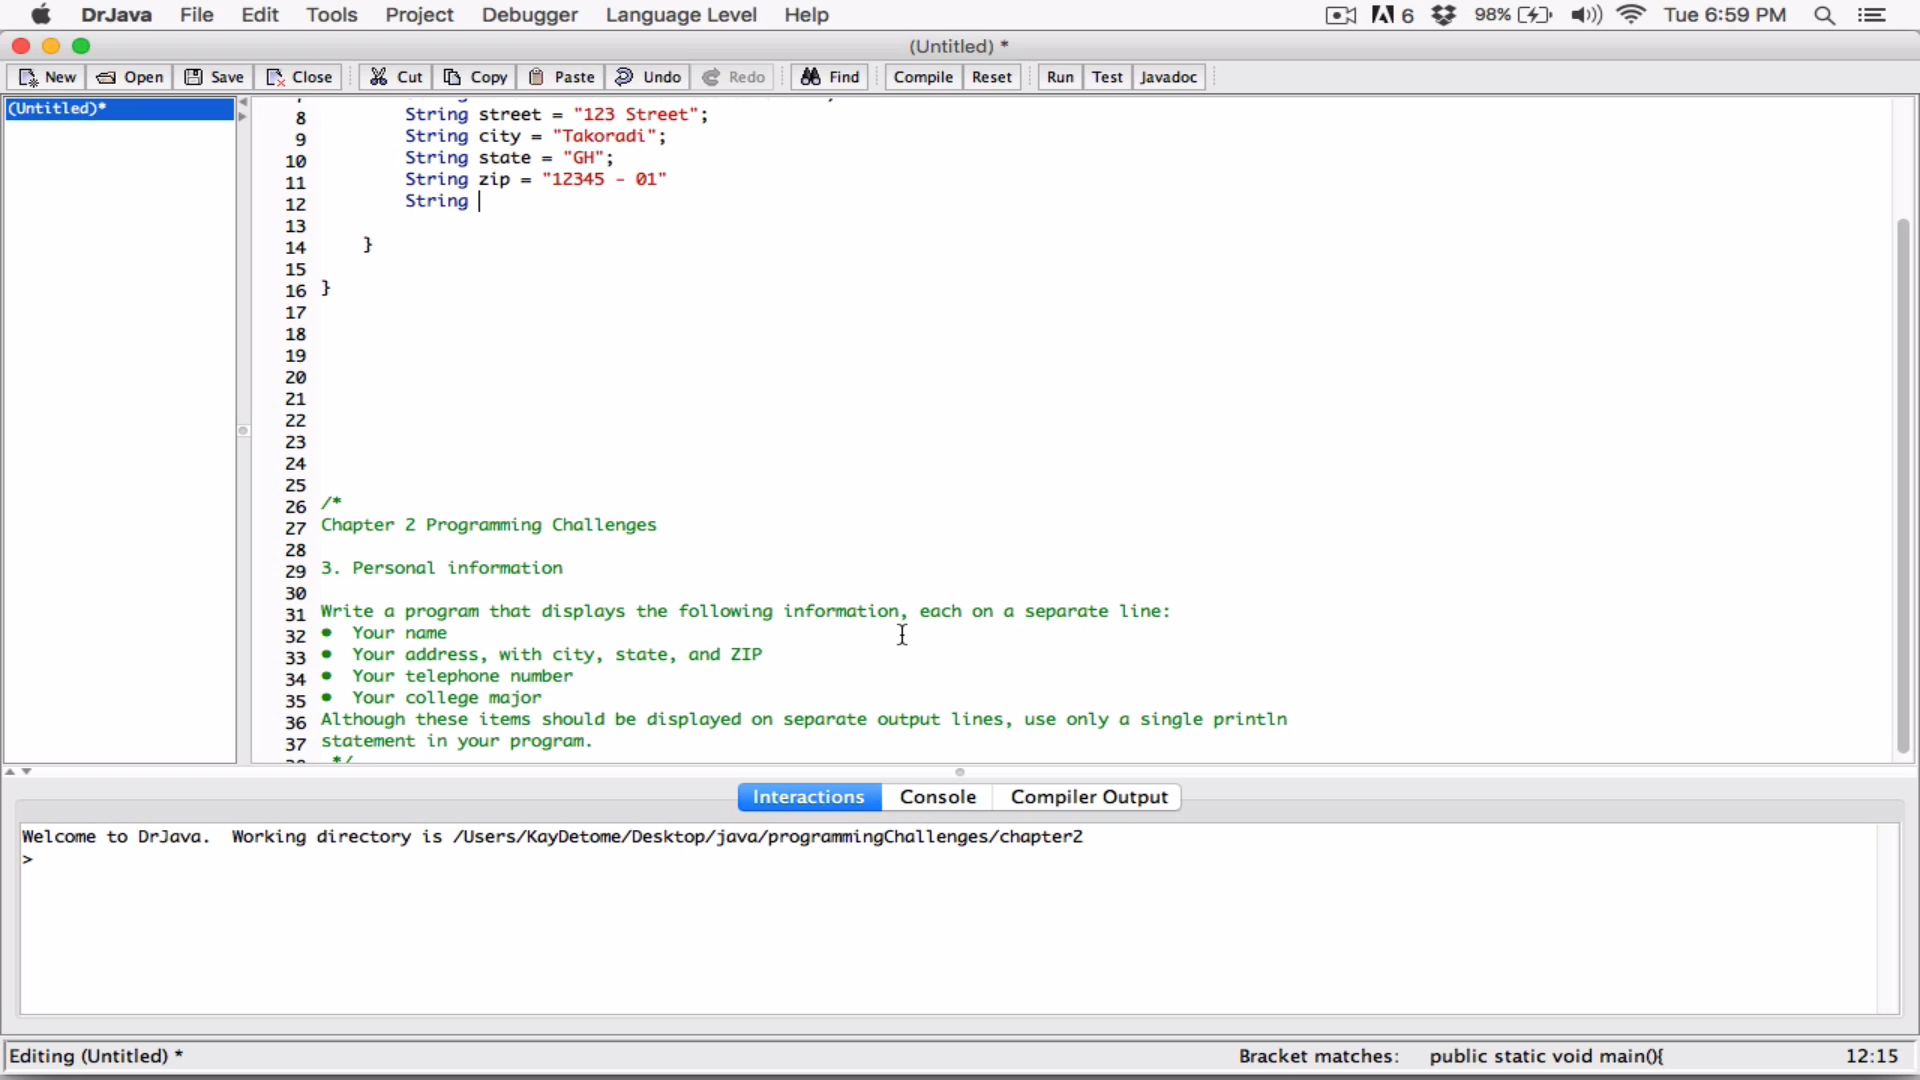 DrJava File Edit Tools Project Debugger Language Level Help 6 98% Tue 6:59 PM
(Untitled) *
New Open Save Close Cut Copy Paste Undo Redo Find Compile Reset Run Test Javadoc
(Untitled)*
8 String street = "123 Street";
9 String city = "Takoradi";
10 String state = "GH";
11 String zip = "12345 - 01"
12 String
13
14 }
15
16 }
17
18
19
20
21
22
23
24
25
26 /*
27 Chapter 2 Programming Challenges
28
29 3. Personal information
30
31 Write a program that displays the following information, each on a separate line:
32 • Your name
33 • Your address, with city, state, and ZIP
34 • Your telephone number
35 • Your college major
36 Although these items should be displayed on separate output lines, use only a single println
37 statement in your program.
Interactions Console Compiler Output
Welcome to DrJava. Working directory is /Users/KayDetome/Desktop/java/programmingChallenges/chapter2
>
Editing (Untitled) * Bracket matches: public static void main(){ 12:15